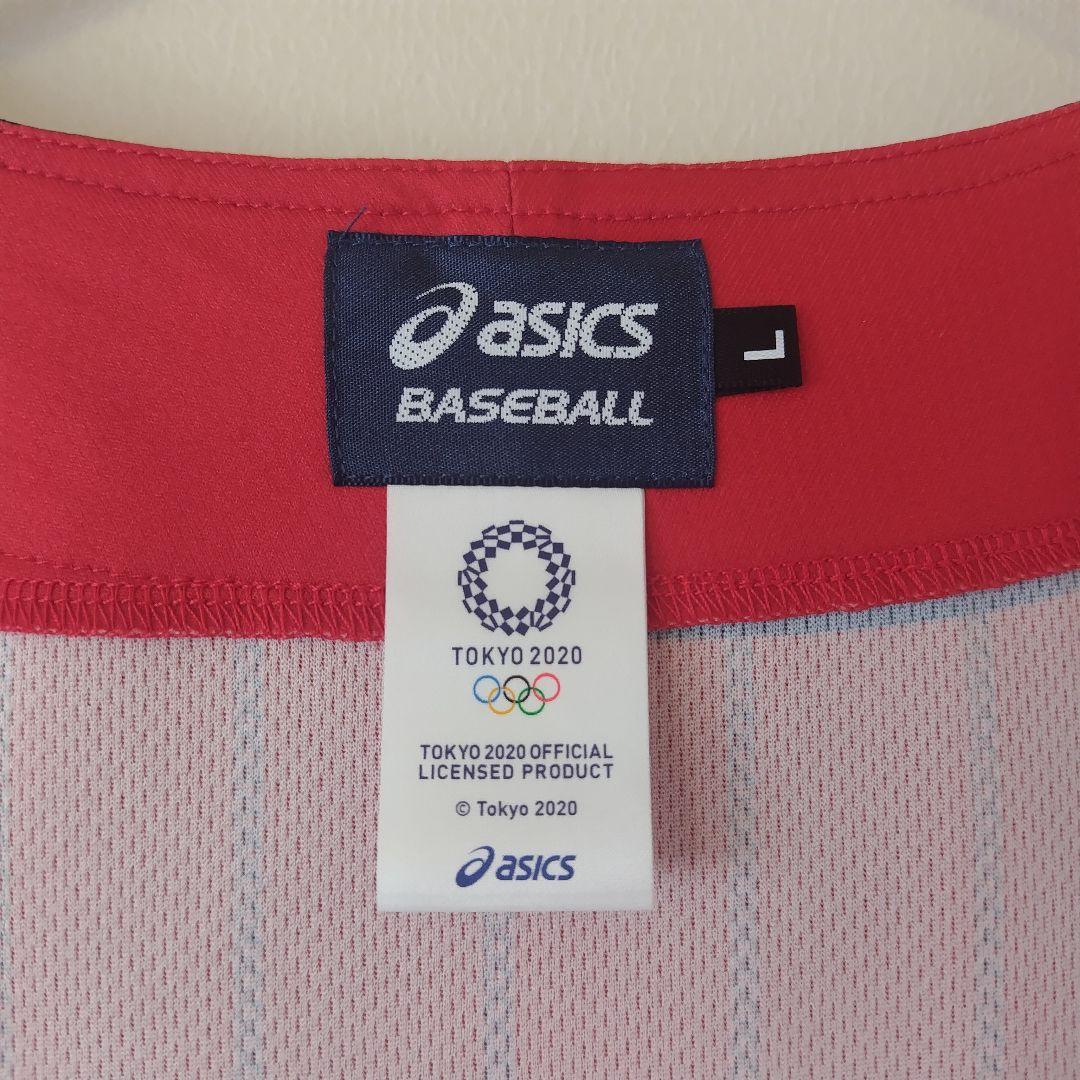 asics
BASEBALL
L
TOKYO 2020
TOKYO 2020 OFFICIAL
LICENSED PRODUCT
© Tokyo 2020
asics